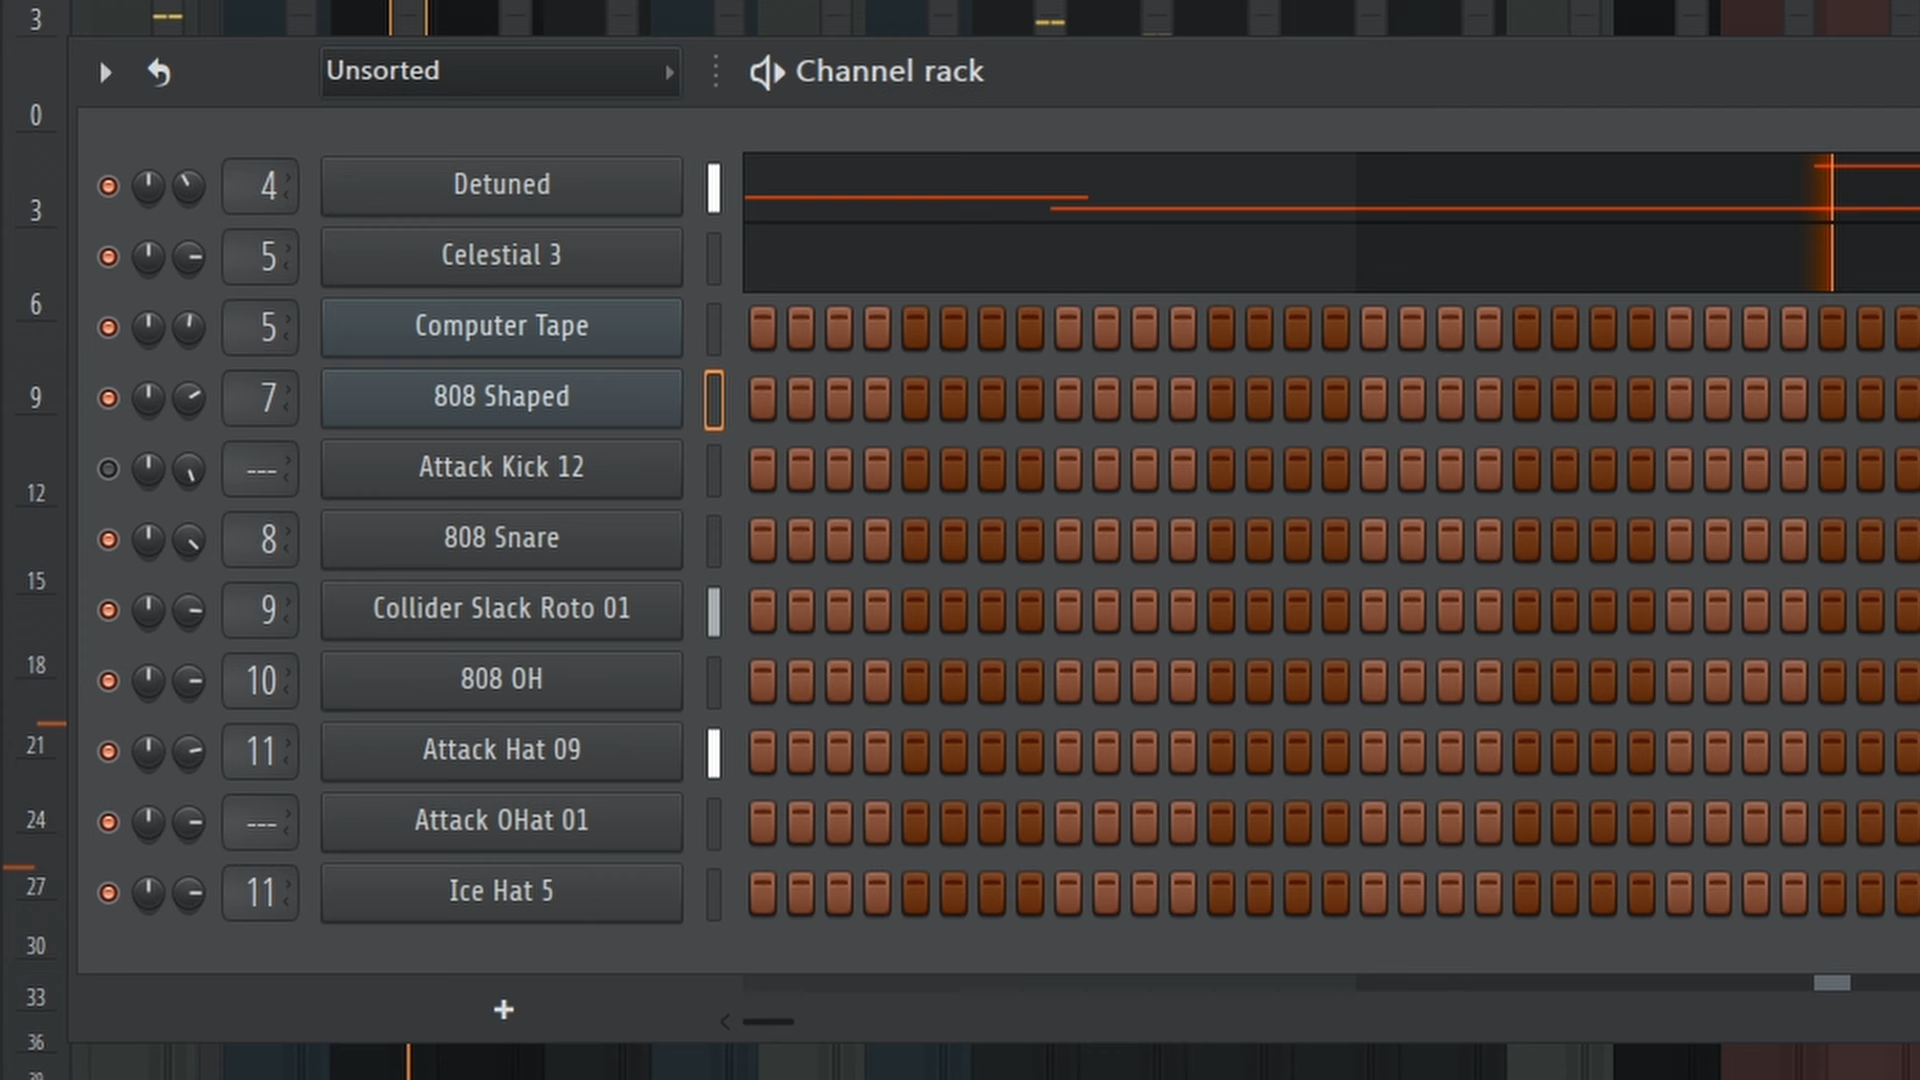 Unsorted
Channel rack
4 Detuned
5 Celestial 3
5 Computer Tape
7 808 Shaped
--- Attack Kick 12
8 808 Snare
9 Collider Slack Roto 01
10 808 OH
11 Attack Hat 09
--- Attack OHat 01
11 Ice Hat 5
+
3
0
3
6
9
12
15
18
21
24
27
30
33
36